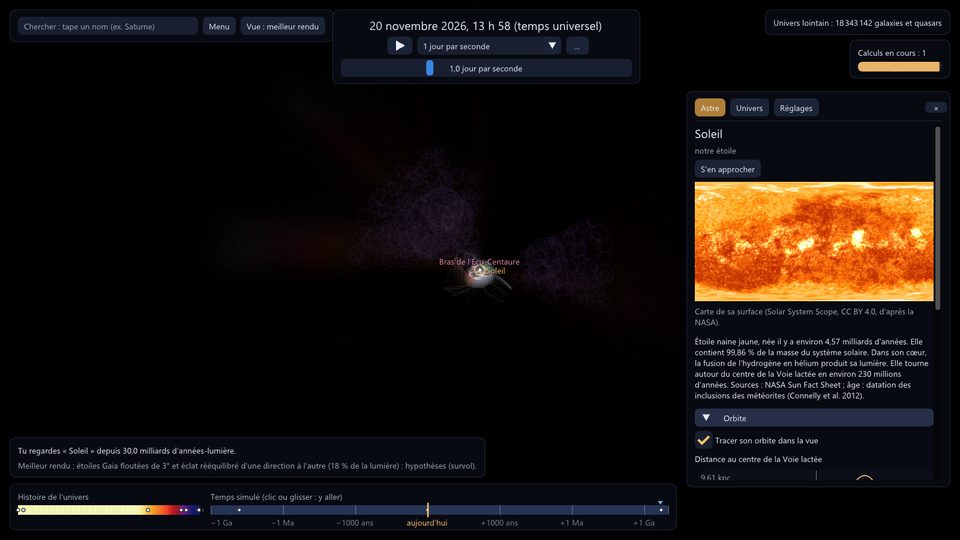 Chercher : tape un nom (ex. Saturne)
Menu
Vue : meilleur rendu
20 novembre 2026, 13 h 58 (temps universel)
1 jour par seconde
...
1,0 jour par seconde
Univers lointain : 18 343 142 galaxies et quasars
Calculs en cours : 1
Astre
Univers
Réglages
×
Soleil
notre étoile
S'en approcher
Carte de sa surface (Solar System Scope, CC BY 4.0, d'après la
NASA).
Étoile naine jaune, née il y a environ 4,57 milliards d'années. Elle
contient 99,86 % de la masse du système solaire. Dans son cœur,
la fusion de l'hydrogène en hélium produit sa lumière. Elle tourne
autour du centre de la Voie lactée en environ 230 millions
d'années. Sources : NASA Sun Fact Sheet ; âge : datation des
inclusions des météorites (Connelly et al. 2012).
Orbite
Tracer son orbite dans la vue
Distance au centre de la Voie lactée
9,61 kpc
Bras de l'Écu-Centaure
Soleil
Tu regardes « Soleil » depuis 30,0 milliards d'années-lumière.
Meilleur rendu : étoiles Gaia floutées de 3° et éclat rééquilibré d'une direction à l'autre (18 % de la lumière) : hypothèses (survol).
Histoire de l'univers
Temps simulé (clic ou glisser : y aller)
−1 Ga
−1 Ma
−1000 ans
aujourd'hui
+1000 ans
+1 Ma
+1 Ga